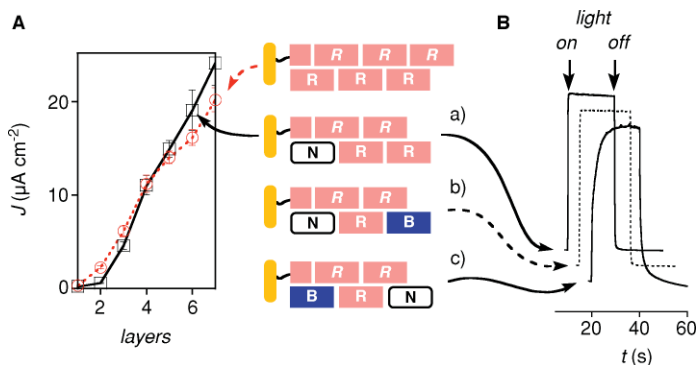 A
J (µA cm-2)
20
10
0
2
4
6
layers
R R R
R R R
R R
N R R
R R
N R B
R R
B R N
a)
b)
c)
B
light
on off
20 40 60
t (s)